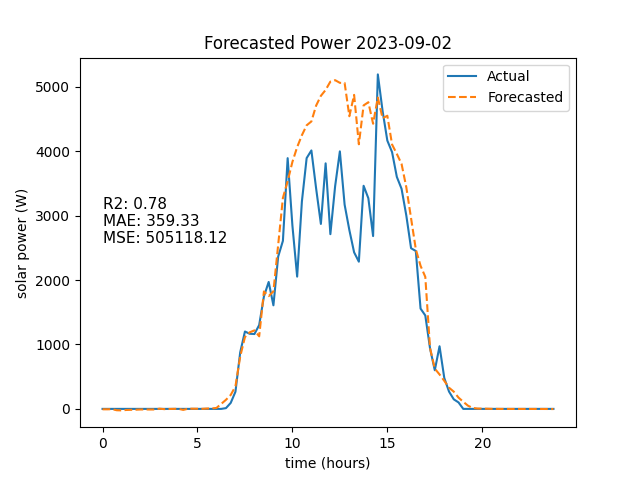 Forecasted Power 2023-09-02
Actual
Forecasted
R2: 0.78
MAE: 359.33
MSE: 505118.12
solar power (W)
5000
4000
3000
2000
1000
0
0 5 10 15 20
time (hours)